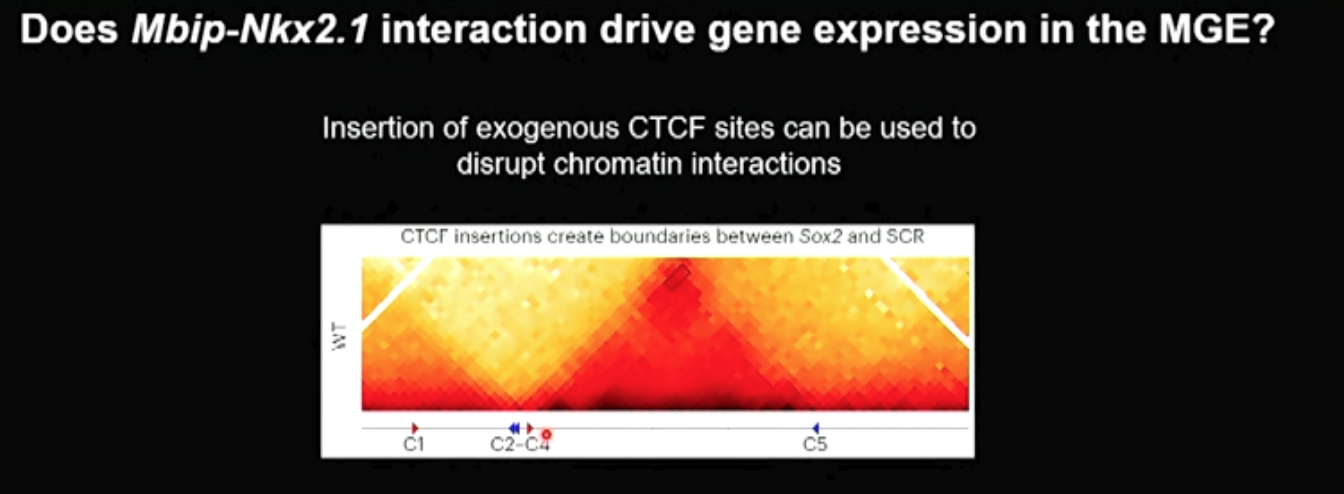 Does Mbip-Nkx2.1 interaction drive gene expression in the MGE?
Insertion of exogenous CTCF sites can be used to
disrupt chromatin interactions
CTCF insertions create boundaries between Sox2 and SCR
WT
C1
C2-C4
C5